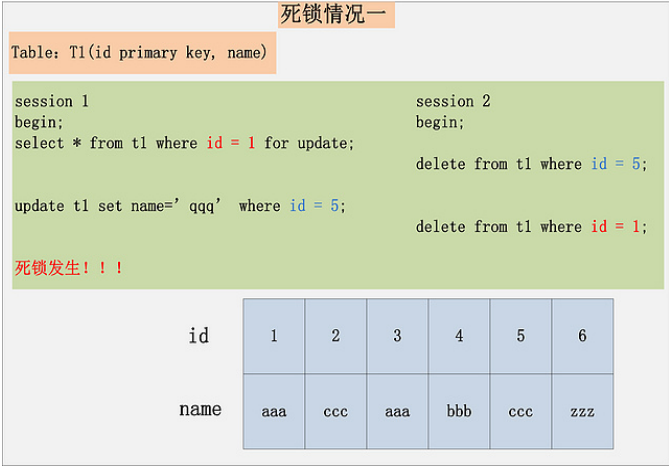 死锁情况一
Table: T1(id primary key, name)
session 1
begin;
select * from t1 where id = 1 for update;
update t1 set name=’qqq’ where id = 5;
死锁发生！！！
session 2
begin;
delete from t1 where id = 5;
delete from t1 where id = 1;
id 1 2 3 4 5 6
name aaa ccc aaa bbb ccc zzz